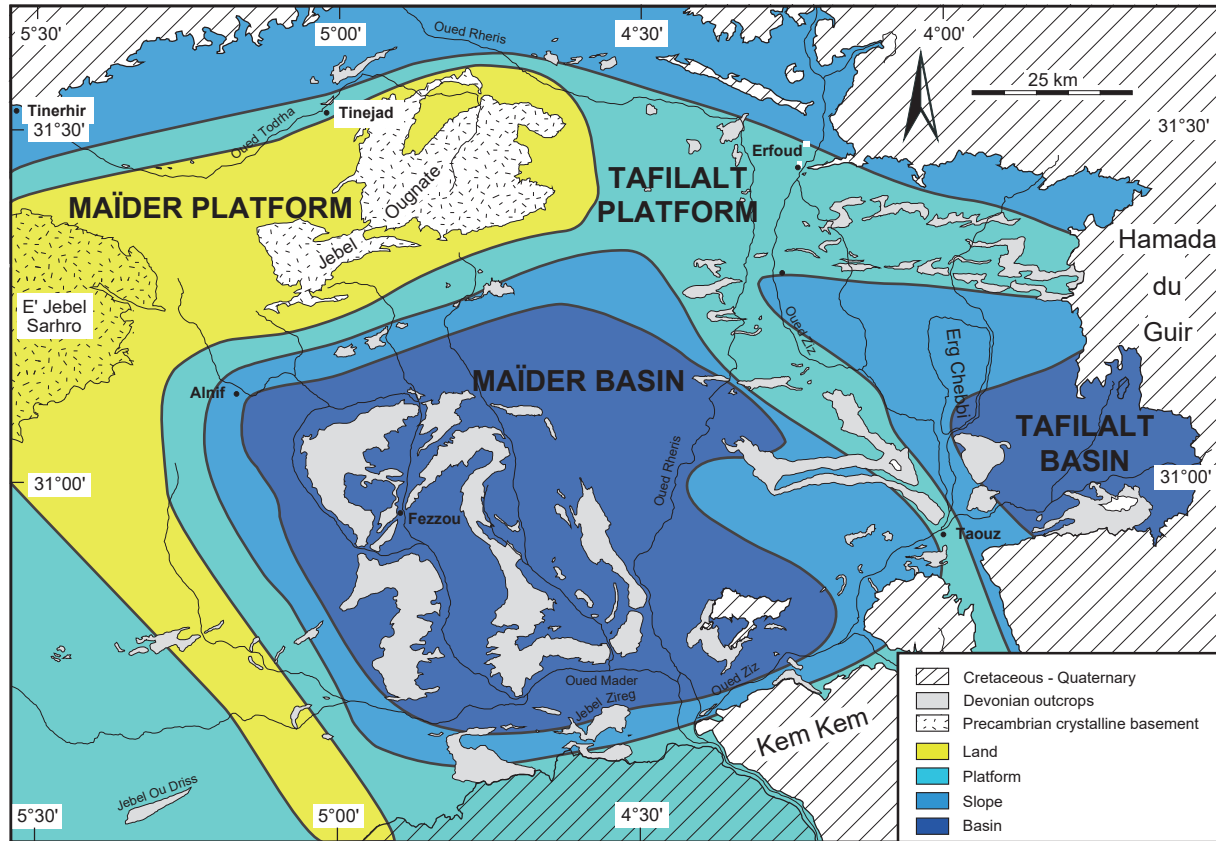 5°30'
5°00'
4°30'
4°00'
Oued Rheris
25 km
Tinerhir
31°30'
Oued Todrha
Tinejad
31°30'
Erfoud
MAÏDER PLATFORM
Ougnate
Jebel
TAFILALT
PLATFORM
Hamada
du
Guir
E' Jebel
Sarhro
Oued Ziz
Erg Chebbi
Alnif
MAÏDER BASIN
TAFILALT
BASIN
Oued Rheris
31°00'
31°00'
Fezzou
Taouz
Oued Mader
Jebel Zireg
Oued Ziz
Kem Kem
Jebel Ou Driss
5°30'
5°00'
4°30'
Cretaceous - Quaternary
Devonian outcrops
Precambrian crystalline basement
Land
Platform
Slope
Basin